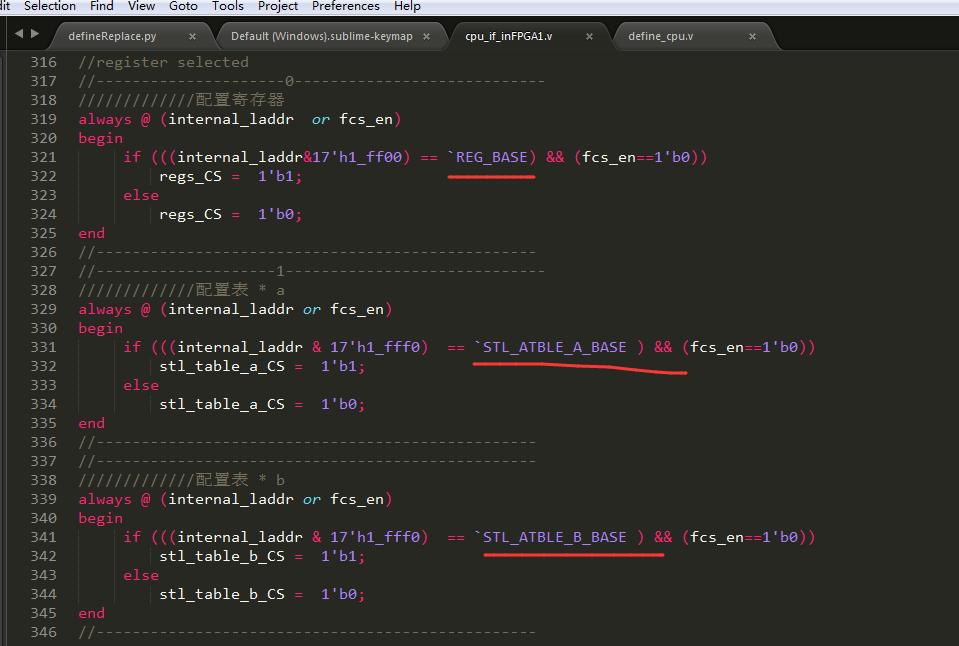 dit Selection Find View Goto Tools Project Preferences Help
defineReplace.py × Default (Windows).sublime-keymap × cpu_if_inFPGA1.v × define_cpu.v ×
316 //register selected
317 //---------------------0----------------------------
318 /////////////配置寄存器
319 always @ (internal_laddr  or fcs_en)
320 begin
321      if (((internal_laddr&17'h1_ff00) == `REG_BASE) && (fcs_en==1'b0))
322          regs_CS =  1'b1;
323      else
324          regs_CS =  1'b0;
325 end
326 //-------------------------------------------------
327 //--------------------1-----------------------------
328 /////////////配置表 * a
329 always @ (internal_laddr or fcs_en)
330 begin
331      if (((internal_laddr & 17'h1_fff0)  == `STL_ATBLE_A_BASE ) && (fcs_en==1'b0))
332          stl_table_a_CS =  1'b1;
333      else
334          stl_table_a_CS =  1'b0;
335 end
336 //-------------------------------------------------
337 //-------------------------------------------------
338 /////////////配置表 * b
339 always @ (internal_laddr or fcs_en)
340 begin
341      if (((internal_laddr & 17'h1_fff0)  == `STL_ATBLE_B_BASE ) && (fcs_en==1'b0))
342          stl_table_b_CS =  1'b1;
343      else
344          stl_table_b_CS =  1'b0;
345 end
346 //-------------------------------------------------